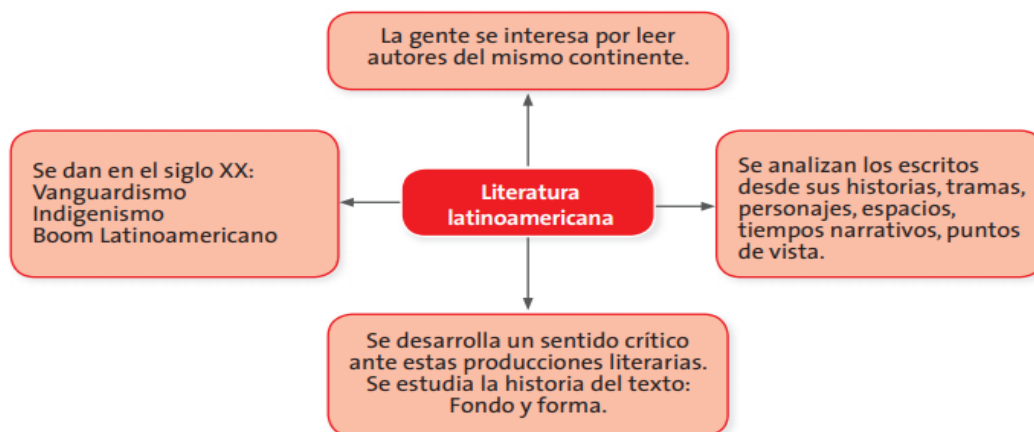 La gente se interesa por leer
autores del mismo continente.
Se dan en el siglo XX:
Vanguardismo
Indigenismo
Boom Latinoamericano
Literatura
latinoamericana
Se analizan los escritos
desde sus historias, tramas,
personajes, espacios,
tiempos narrativos, puntos
de vista.
Se desarrolla un sentido crítico
ante estas producciones literarias.
Se estudia la historia del texto:
Fondo y forma.